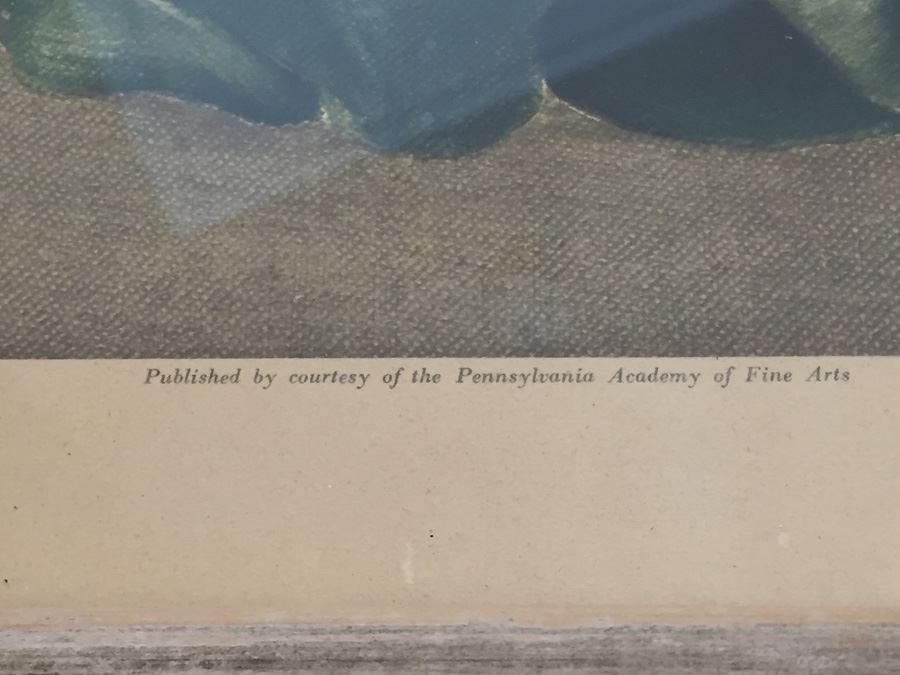 Published by courtesy of the Pennsylvania Academy of Fine Arts